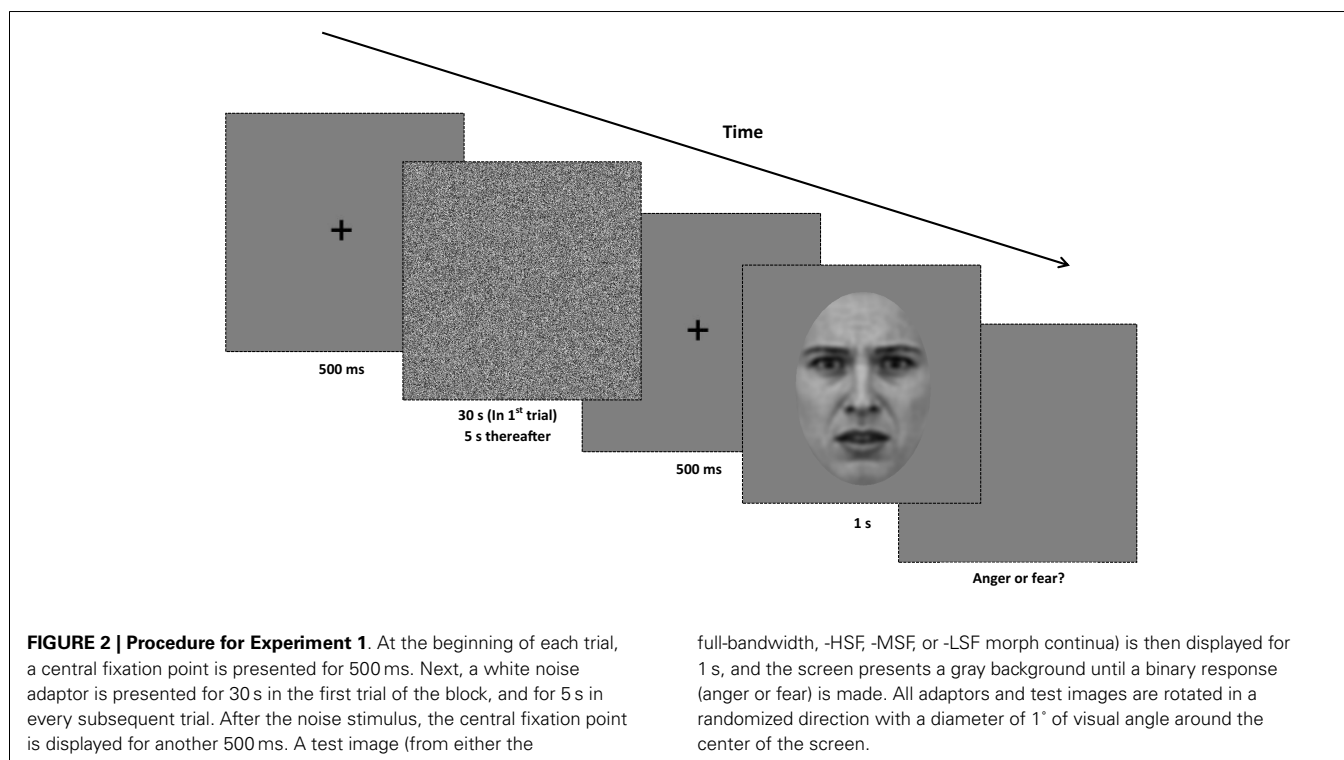 Time
500 ms
30 s (In 1st trial)
5 s thereafter
500 ms
1 s
Anger or fear?
FIGURE 2 | Procedure for Experiment 1. At the beginning of each trial,
a central fixation point is presented for 500 ms. Next, a white noise
adaptor is presented for 30 s in the first trial of the block, and for 5 s in
every subsequent trial. After the noise stimulus, the central fixation point
is displayed for another 500 ms. A test image (from either the
full-bandwidth, -HSF, -MSF, or -LSF morph continua) is then displayed for
1 s, and the screen presents a gray background until a binary response
(anger or fear) is made. All adaptors and test images are rotated in a
randomized direction with a diameter of 1° of visual angle around the
center of the screen.